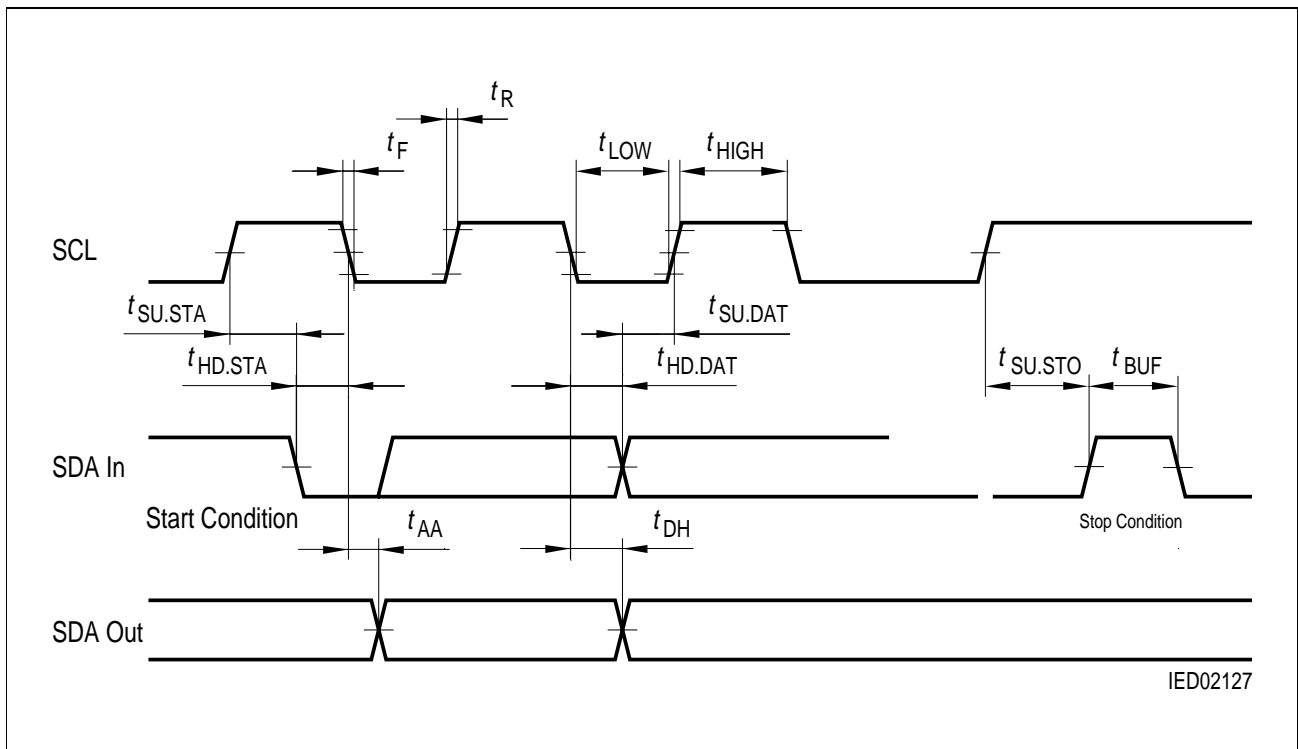 tR
tF
tLOW
tHIGH
SCL
tSU.STA
tSU.DAT
tHD.STA
tHD.DAT
tSU.STO
tBUF
SDA In
Start Condition
Stop Condition
tAA
tDH
SDA Out
IED02127